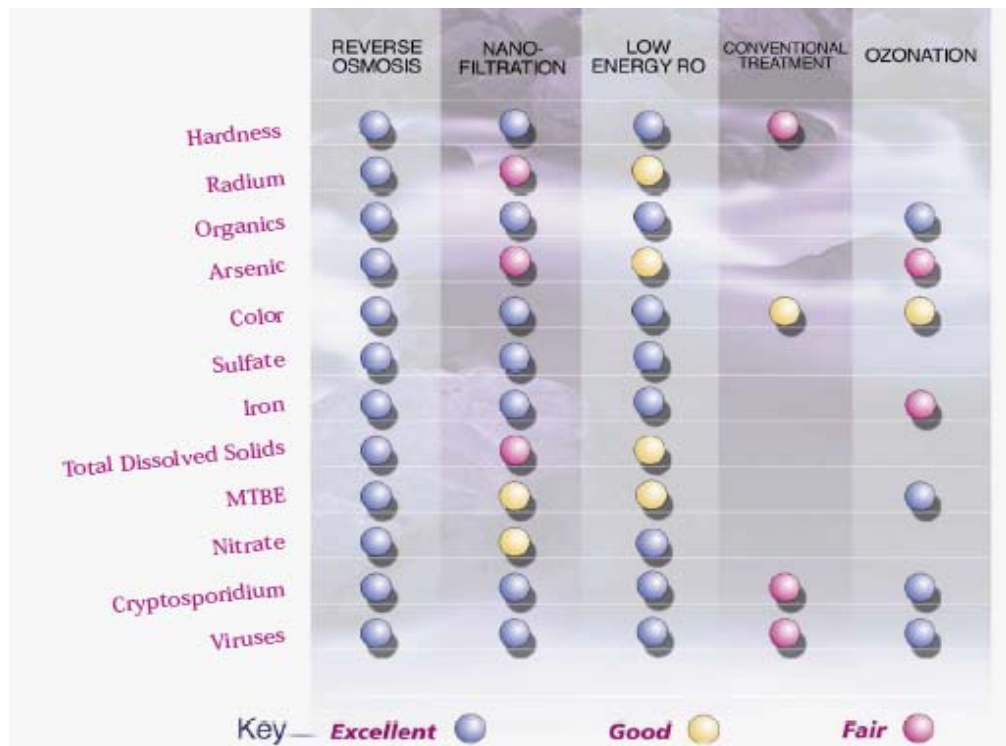 REVERSE
OSMOSIS
NANO-
FILTRATION
LOW
ENERGY RO
CONVENTIONAL
TREATMENT
OZONATION
Hardness
Radium
Organics
Arsenic
Color
Sulfate
Iron
Total Dissolved Solids
MTBE
Nitrate
Cryptosporidium
Viruses
Key Excellent Good Fair